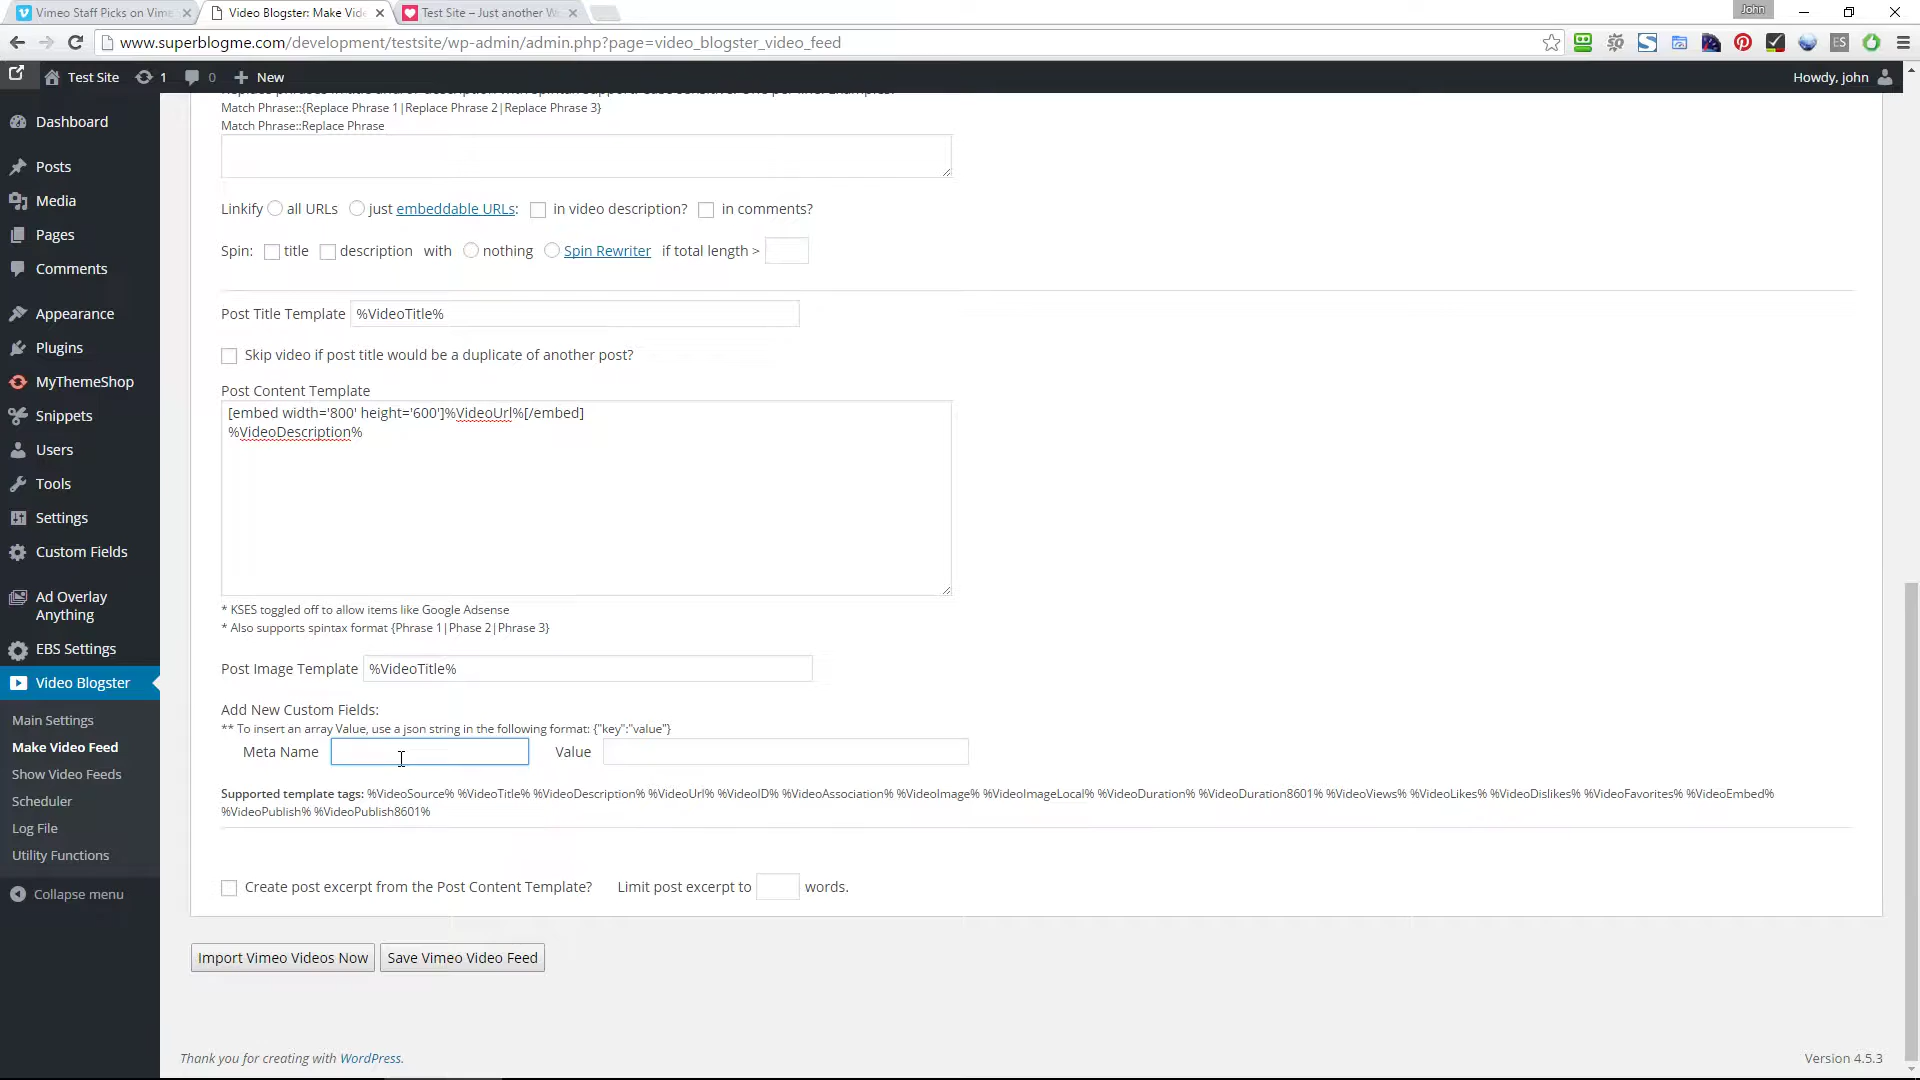 Vimeo Staff Picks on Vim
Video Blogster: Make Vid
Test Site – Just another W
John
www.superblogme.com/development/testsite/wp-admin/admin.php?page=video_blogster_video_feed
Test Site 1 0 New
Howdy, john
Dashboard
Posts
Media
Pages
Comments
Appearance
Plugins
MyThemeShop
Snippets
Users
Tools
Settings
Custom Fields
Ad Overlay
Anything
EBS Settings
Video Blogster
Main Settings
Make Video Feed
Show Video Feeds
Scheduler
Log File
Utility Functions
Collapse menu
Match Phrase::{Replace Phrase 1|Replace Phrase 2|Replace Phrase 3}
Match Phrase::Replace Phrase
Linkify all URLs just embeddable URLs: in video description? in comments?
Spin: title description with nothing Spin Rewriter if total length >
Post Title Template %VideoTitle%
Skip video if post title would be a duplicate of another post?
Post Content Template
[embed width='800' height='600']%VideoUrl%[/embed]
%VideoDescription%
* KSES toggled off to allow items like Google Adsense
* Also supports spintax format {Phrase 1|Phase 2|Phrase 3}
Post Image Template %VideoTitle%
Add New Custom Fields:
** To insert an array Value, use a json string in the following format: {"key":"value"}
Meta Name Value
Supported template tags: %VideoSource% %VideoTitle% %VideoDescription% %VideoUrl% %VideoID% %VideoAssociation% %VideoImage% %VideoImageLocal% %VideoDuration% %VideoDuration8601% %VideoViews% %VideoLikes% %VideoDislikes% %VideoFavorites% %VideoEmbed%
%VideoPublish% %VideoPublish8601%
Create post excerpt from the Post Content Template? Limit post excerpt to words.
Import Vimeo Videos Now Save Vimeo Video Feed
Thank you for creating with WordPress.
Version 4.5.3